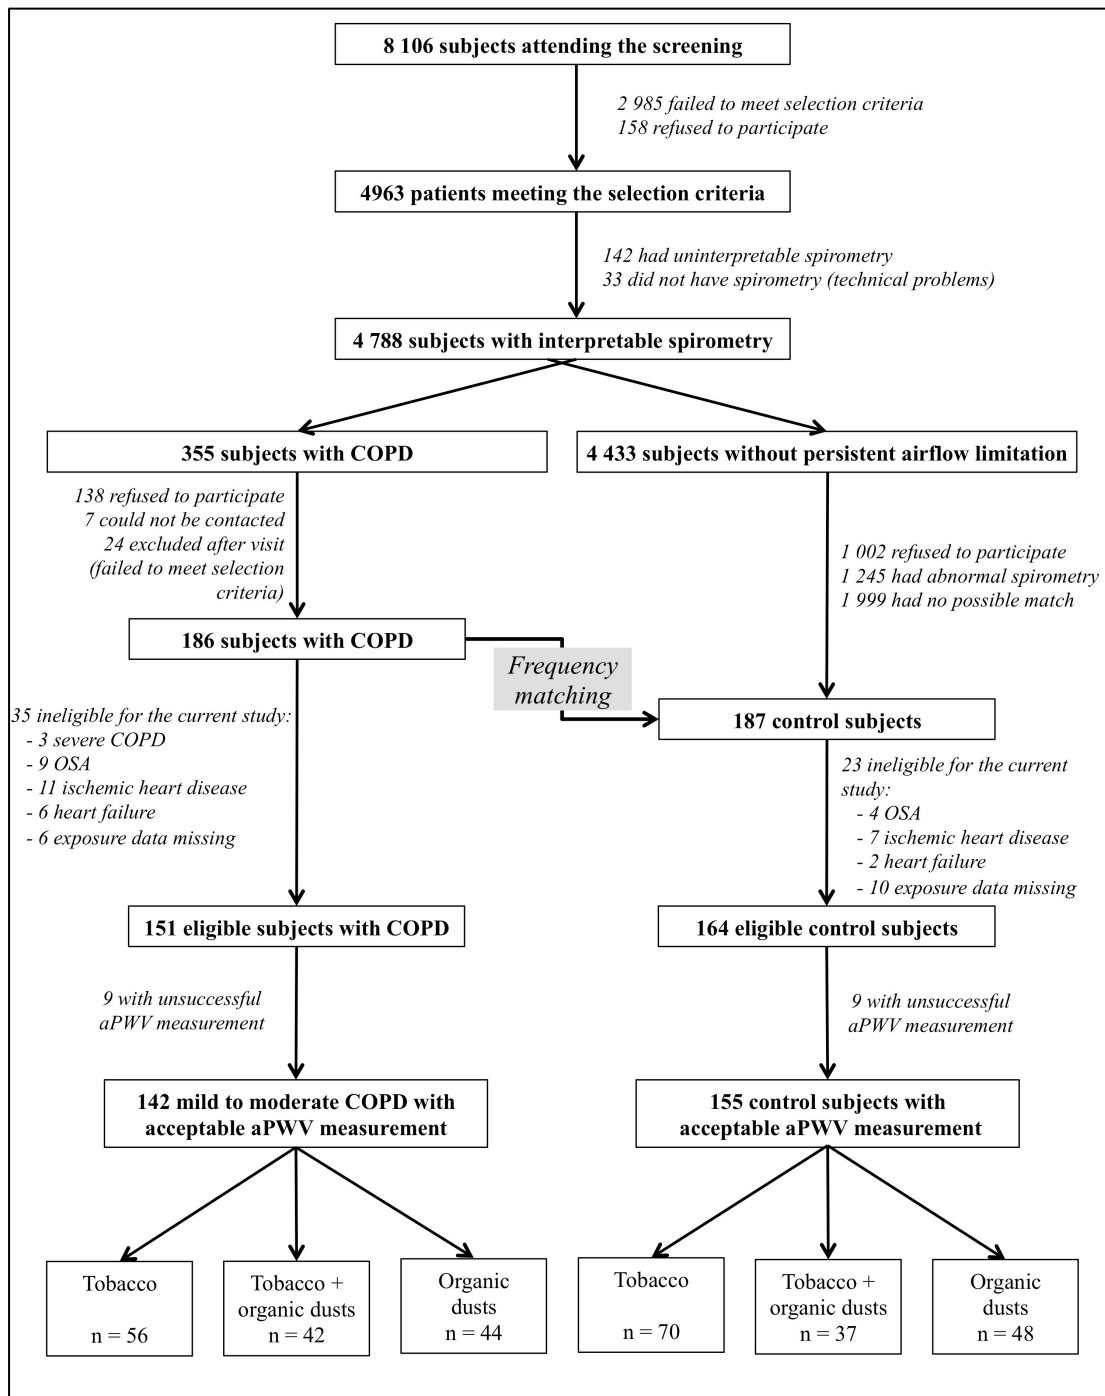 8 106 subjects attending the screening
2 985 failed to meet selection criteria
158 refused to participate
4963 patients meeting the selection criteria
142 had uninterpretable spirometry
33 did not have spirometry (technical problems)
4 788 subjects with interpretable spirometry
355 subjects with COPD
4 433 subjects without persistent airflow limitation
138 refused to participate
7 could not be contacted
24 excluded after visit
(failed to meet selection
criteria)
1 002 refused to participate
1 245 had abnormal spirometry
1 999 had no possible match
186 subjects with COPD
Frequency
matching
187 control subjects
35 ineligible for the current study:
- 3 severe COPD
- 9 OSA
- 11 ischemic heart disease
- 6 heart failure
- 6 exposure data missing
23 ineligible for the current
study:
- 4 OSA
- 7 ischemic heart disease
- 2 heart failure
- 10 exposure data missing
151 eligible subjects with COPD
164 eligible control subjects
9 with unsuccessful
aPWV measurement
9 with unsuccessful
aPWV measurement
142 mild to moderate COPD with
acceptable aPWV measurement
155 control subjects with
acceptable aPWV measurement
Tobacco
n = 56
Tobacco +
organic dusts
n = 42
Organic
dusts
n = 44
Tobacco
n = 70
Tobacco +
organic dusts
n = 37
Organic
dusts
n = 48